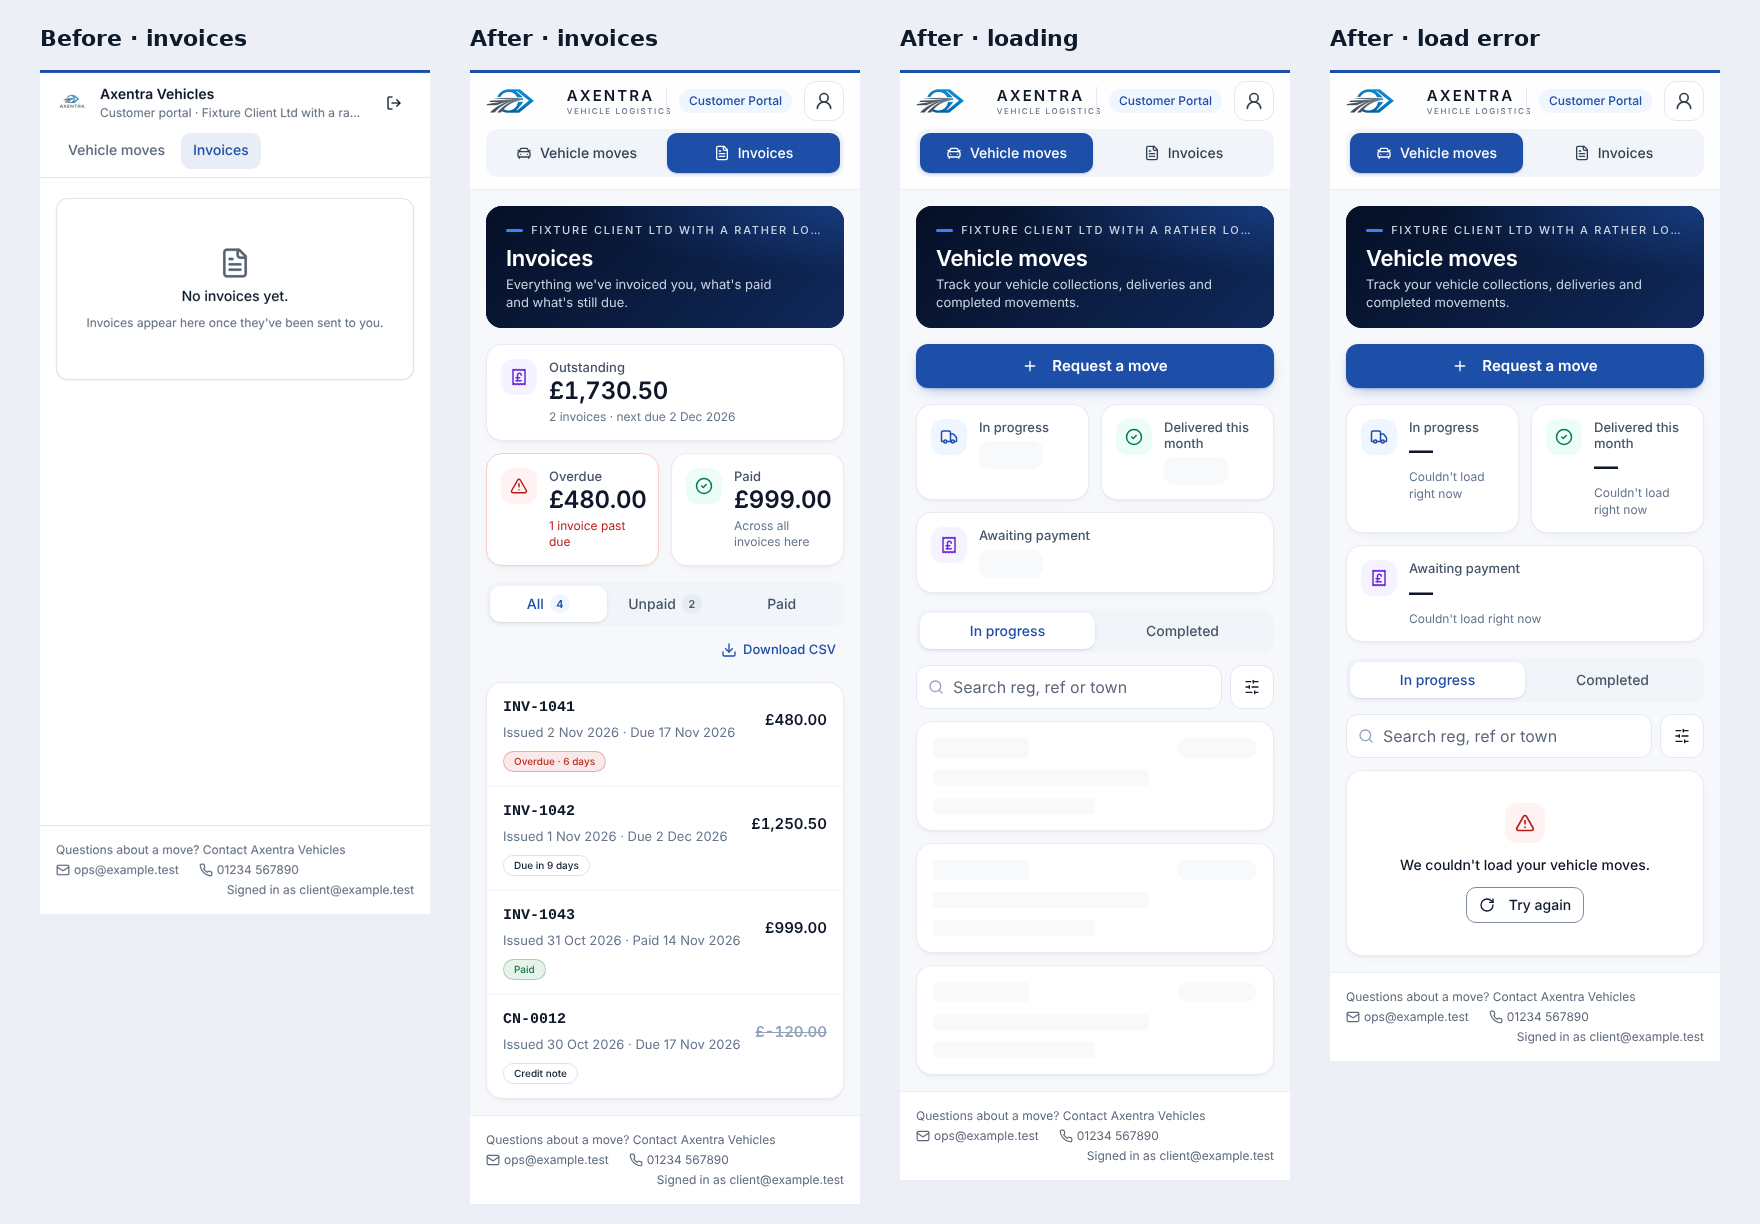 Before · invoices
AXENTRA
Axentra Vehicles
Customer portal · Fixture Client Ltd with a ra...
Vehicle moves
Invoices
No invoices yet.
Invoices appear here once they've been sent to you.
Questions about a move? Contact Axentra Vehicles
ops@example.test
01234 567890
Signed in as client@example.test
After · invoices
AXENTRA
VEHICLE LOGISTICS
Customer Portal
Vehicle moves
Invoices
FIXTURE CLIENT LTD WITH A RATHER LO...
Invoices
Everything we've invoiced you, what's paid
and what's still due.
Outstanding
£1,730.50
2 invoices · next due 2 Dec 2026
Overdue
£480.00
1 invoice past
due
Paid
£999.00
Across all
invoices here
All 4
Unpaid 2
Paid
Download CSV
INV-1041
£480.00
Issued 2 Nov 2026 · Due 17 Nov 2026
Overdue · 6 days
INV-1042
£1,250.50
Issued 1 Nov 2026 · Due 2 Dec 2026
Due in 9 days
INV-1043
£999.00
Issued 31 Oct 2026 · Paid 14 Nov 2026
Paid
CN-0012
£-120.00
Issued 30 Oct 2026 · Due 17 Nov 2026
Credit note
Questions about a move? Contact Axentra Vehicles
ops@example.test
01234 567890
Signed in as client@example.test
After · loading
AXENTRA
VEHICLE LOGISTICS
Customer Portal
Vehicle moves
Invoices
FIXTURE CLIENT LTD WITH A RATHER LO...
Vehicle moves
Track your vehicle collections, deliveries and
completed movements.
+ Request a move
In progress
Delivered this
month
Awaiting payment
In progress
Completed
Search reg, ref or town
Questions about a move? Contact Axentra Vehicles
ops@example.test
01234 567890
Signed in as client@example.test
After · load error
AXENTRA
VEHICLE LOGISTICS
Customer Portal
Vehicle moves
Invoices
FIXTURE CLIENT LTD WITH A RATHER LO...
Vehicle moves
Track your vehicle collections, deliveries and
completed movements.
+ Request a move
In progress
—
Couldn't load
right now
Delivered this
month
—
Couldn't load
right now
Awaiting payment
—
Couldn't load right now
In progress
Completed
Search reg, ref or town
We couldn't load your vehicle moves.
Try again
Questions about a move? Contact Axentra Vehicles
ops@example.test
01234 567890
Signed in as client@example.test